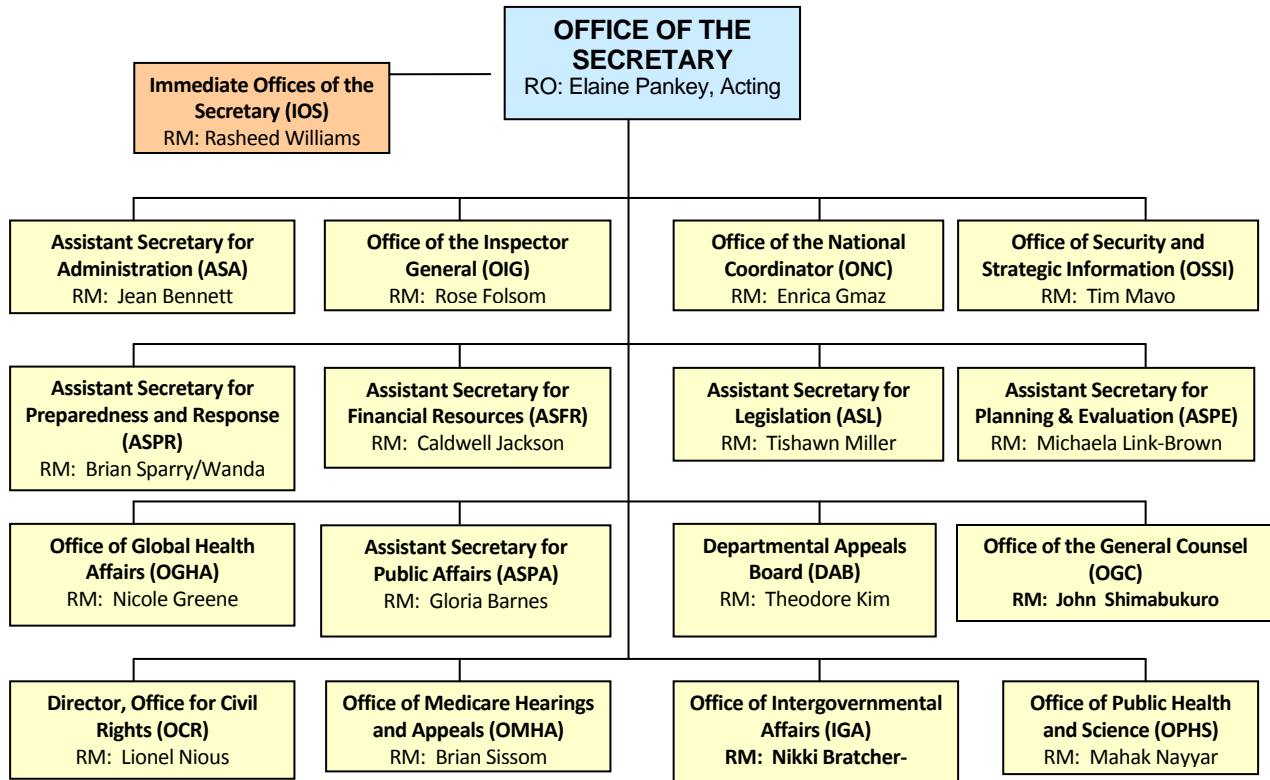 OFFICE OF THE
SECRETARY
RO: Elaine Pankey, Acting
Immediate Offices of the
Secretary (IOS)
RM: Rasheed Williams
Assistant Secretary for
Administration (ASA)
RM: Jean Bennett
Office of the Inspector
General (OIG)
RM: Rose Folsom
Office of the National
Coordinator (ONC)
RM: Enrica Gmaz
Office of Security and
Strategic Information (OSSI)
RM: Tim Mavo
Assistant Secretary for
Preparedness and Response
(ASPR)
RM: Brian Sparry/Wanda
Assistant Secretary for
Financial Resources (ASFR)
RM: Caldwell Jackson
Assistant Secretary for
Legislation (ASL)
RM: Tishawn Miller
Assistant Secretary for
Planning & Evaluation (ASPE)
RM: Michaela Link-Brown
Office of Global Health
Affairs (OGHA)
RM: Nicole Greene
Assistant Secretary for
Public Affairs (ASPA)
RM: Gloria Barnes
Departmental Appeals
Board (DAB)
RM: Theodore Kim
Office of the General Counsel
(OGC)
RM: John Shimabukuro
Director, Office for Civil
Rights (OCR)
RM: Lionel Nious
Office of Medicare Hearings
and Appeals (OMHA)
RM: Brian Sissom
Office of Intergovernmental
Affairs (IGA)
RM: Nikki Bratcher-
Office of Public Health
and Science (OPHS)
RM: Mahak Nayyar